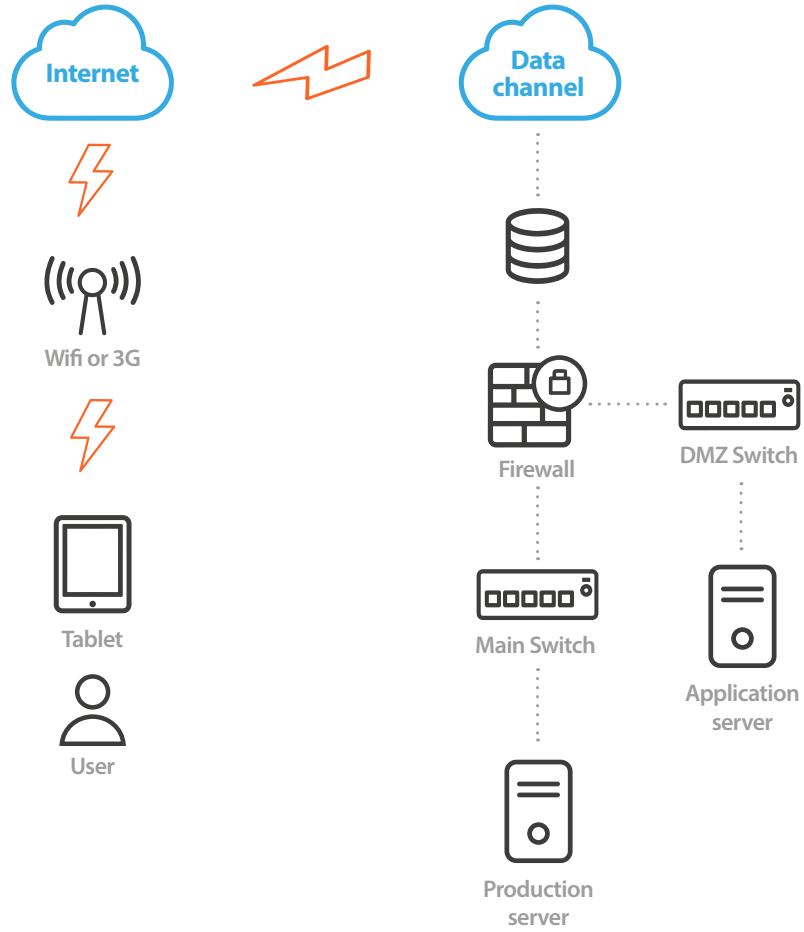 Internet
Data
channel
Wifi or 3G
Firewall
DMZ Switch
Tablet
Main Switch
Application
server
User
Production
server